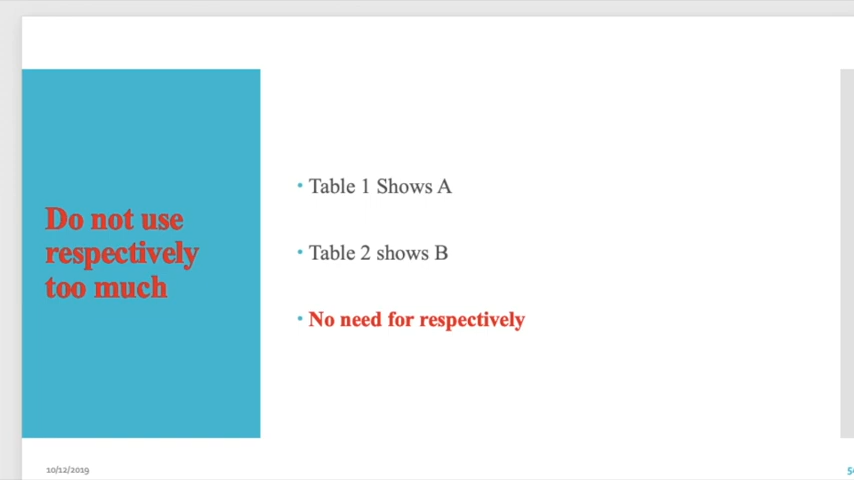 Do not use
respectively
too much
• Table 1 Shows A
• Table 2 shows B
• No need for respectively
10/12/2019